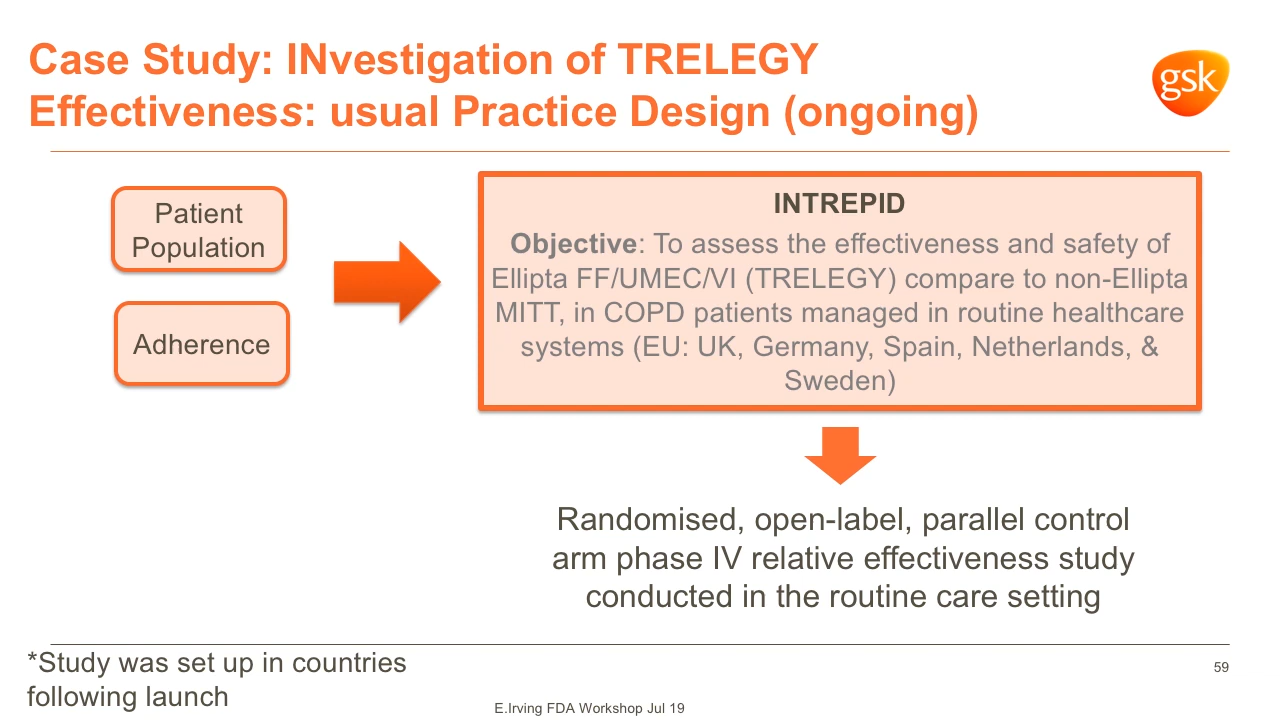 Case Study: INvestigation of TRELEGY
Effectiveness: usual Practice Design (ongoing)
gsk
Patient
Population
Adherence
INTREPID
Objective: To assess the effectiveness and safety of
Ellipta FF/UMEC/VI (TRELEGY) compare to non-Ellipta
MITT, in COPD patients managed in routine healthcare
systems (EU: UK, Germany, Spain, Netherlands, &
Sweden)
Randomised, open-label, parallel control
arm phase IV relative effectiveness study
conducted in the routine care setting
*Study was set up in countries
following launch
E.Irving FDA Workshop Jul 19
59